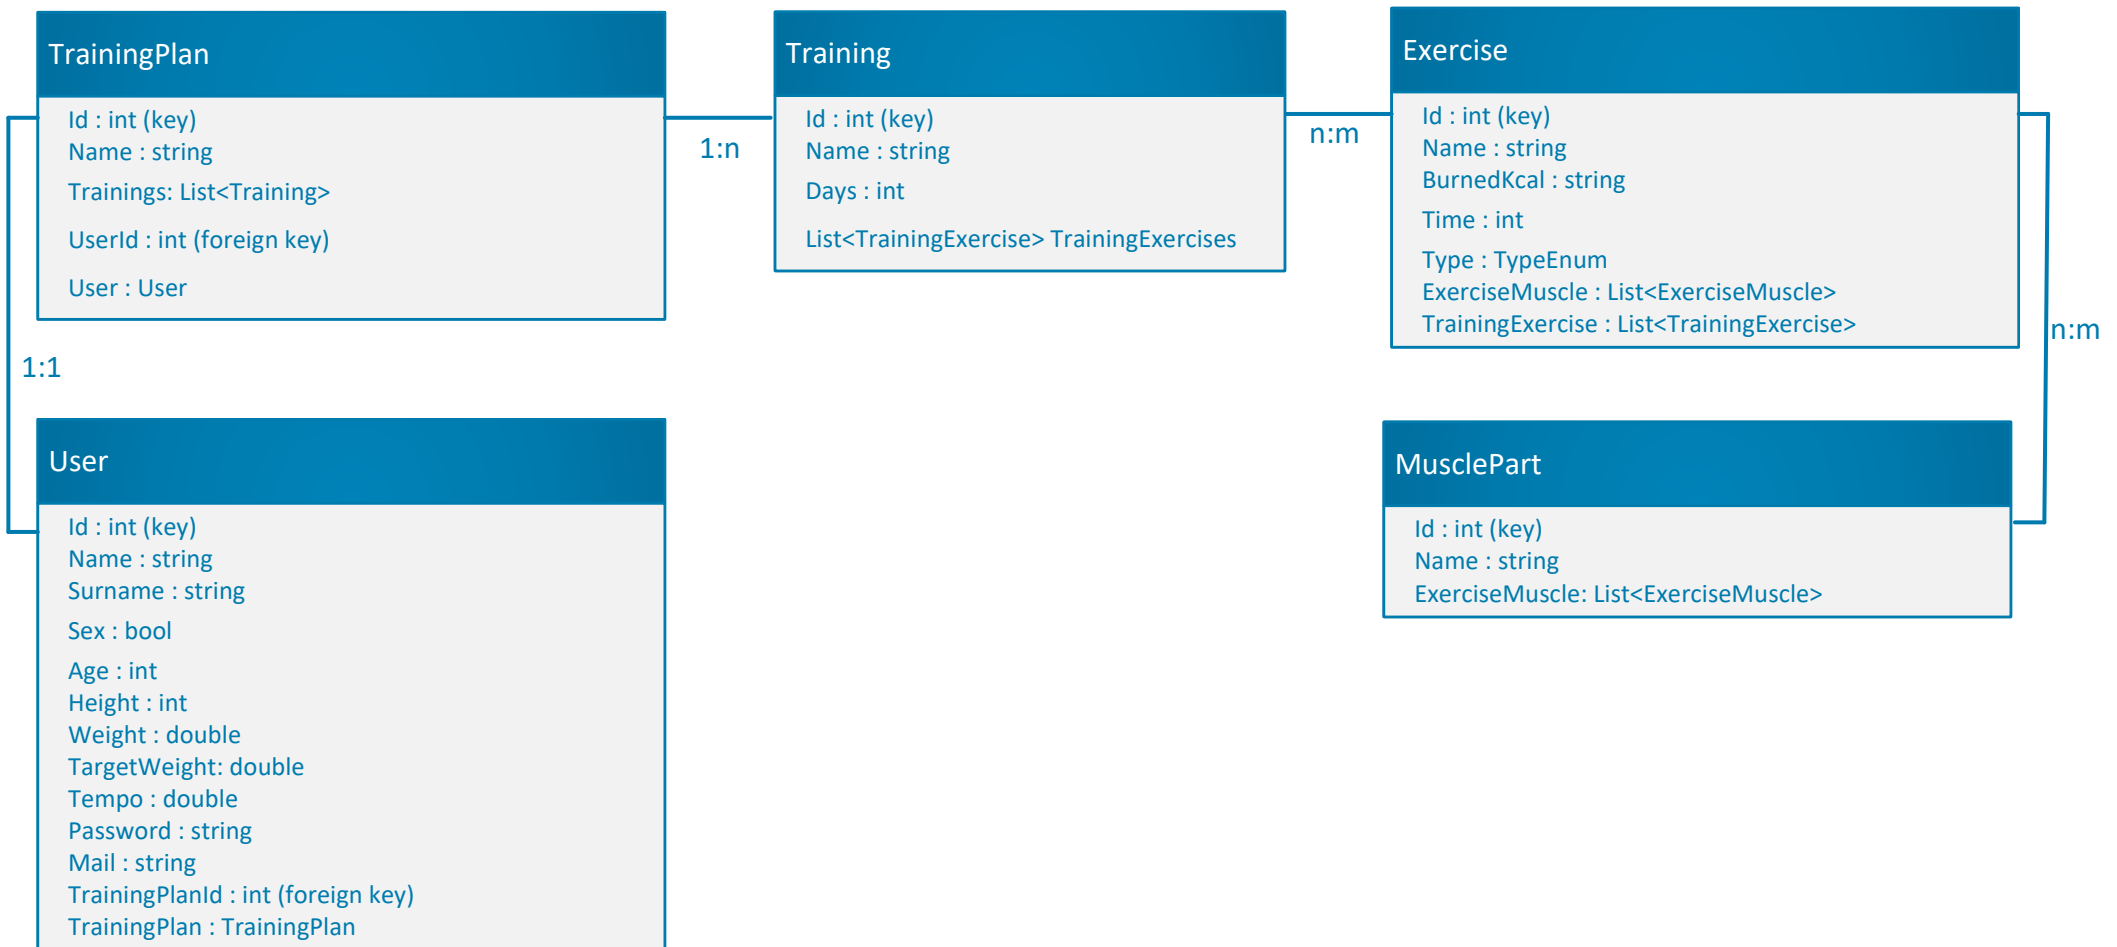 TrainingPlan
Id : int (key)
Name : string
Trainings: List<Training>
UserId : int (foreign key)
User : User
1:n
Training
Id : int (key)
Name : string
Days : int
List<TrainingExercise> TrainingExercises
n:m
Exercise
Id : int (key)
Name : string
BurnedKcal : string
Time : int
Type : TypeEnum
ExerciseMuscle : List<ExerciseMuscle>
TrainingExercise : List<TrainingExercise>
n:m
1:1
User
Id : int (key)
Name : string
Surname : string
Sex : bool
Age : int
Height : int
Weight : double
TargetWeight: double
Tempo : double
Password : string
Mail : string
TrainingPlanId : int (foreign key)
TrainingPlan : TrainingPlan
MusclePart
Id : int (key)
Name : string
ExerciseMuscle: List<ExerciseMuscle>